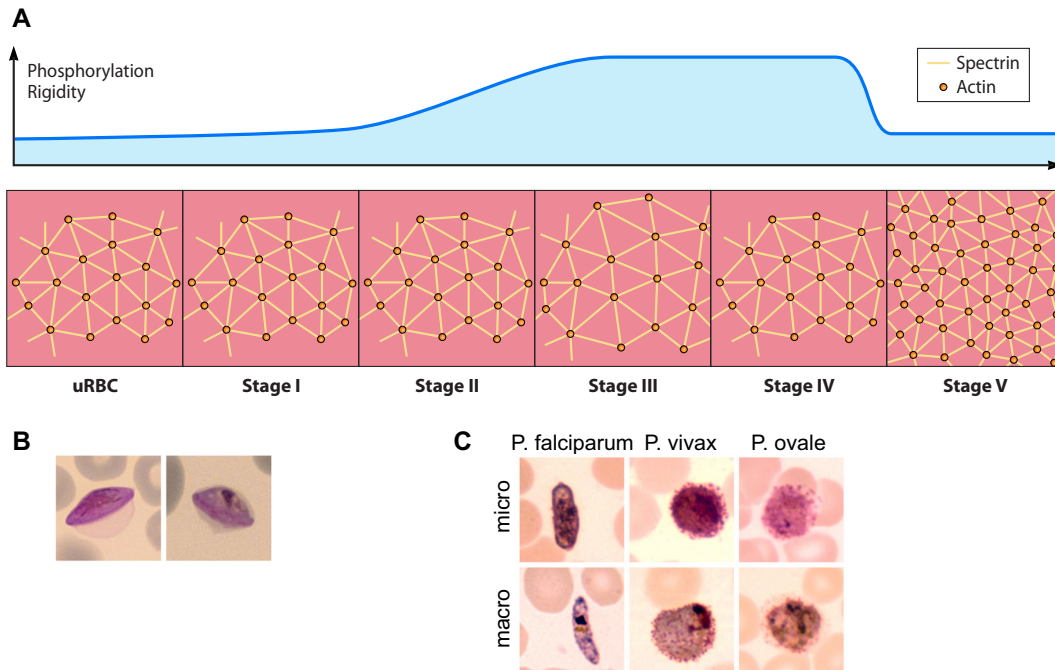 A
Phosphorylation
Rigidity
Spectrin
Actin
uRBC
Stage I
Stage II
Stage III
Stage IV
Stage V
B
C
P. falciparum
P. vivax
P. ovale
micro
macro